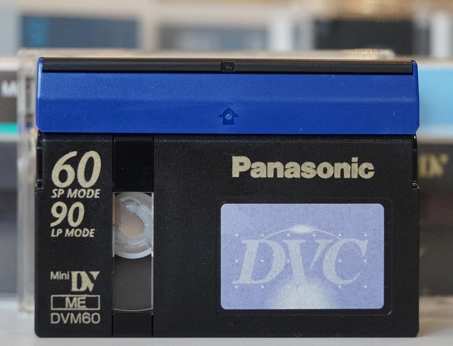 60
SP MODE
90
LP MODE
Mini DV
ME
DVM60
Panasonic
DVC